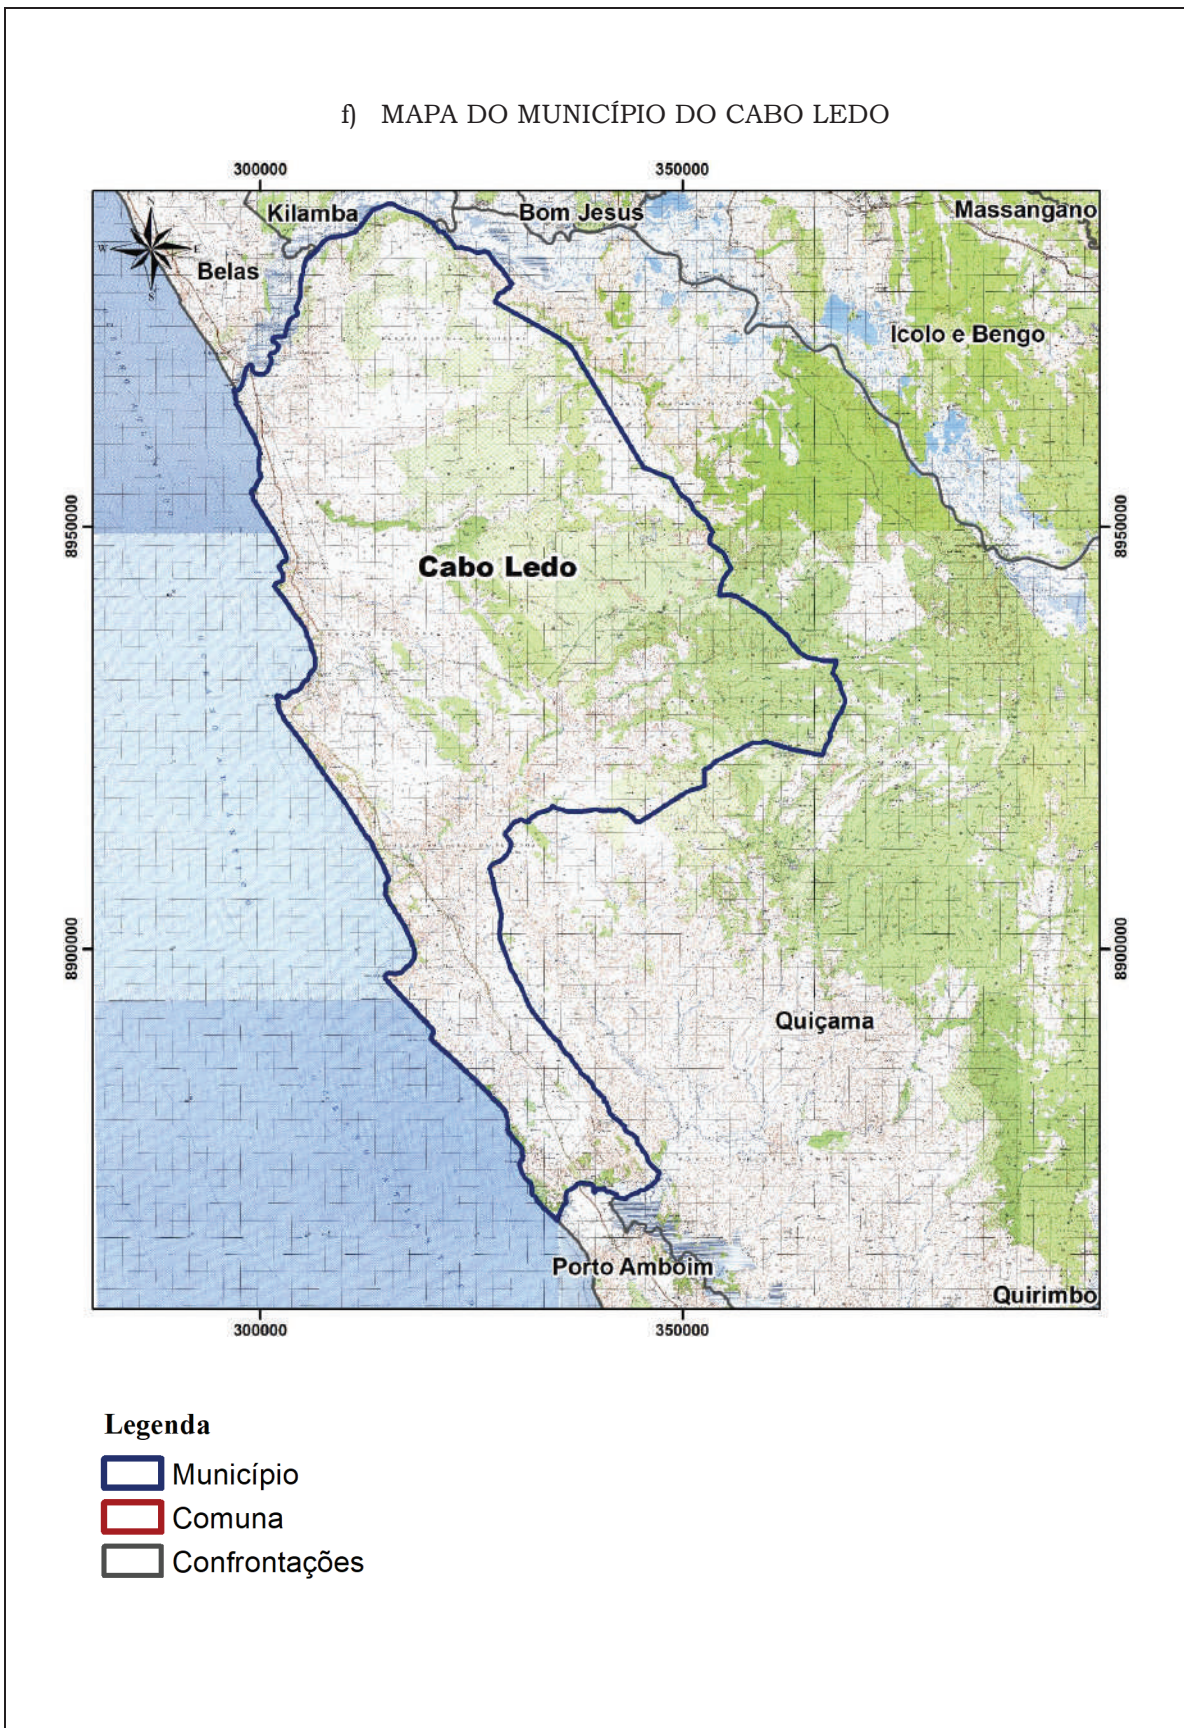 f) MAPA DO MUNICÍPIO DO CABO LEDO
300000 350000
Kilamba Bom Jesus Massangano
N
W E
S
Belas
Icolo e Bengo
8950000 8950000
Cabo Ledo
8900000 8900000
Quiçama
Porto Amboim
Quirimbo
300000 350000
Legenda
Município
Comuna
Confrontações